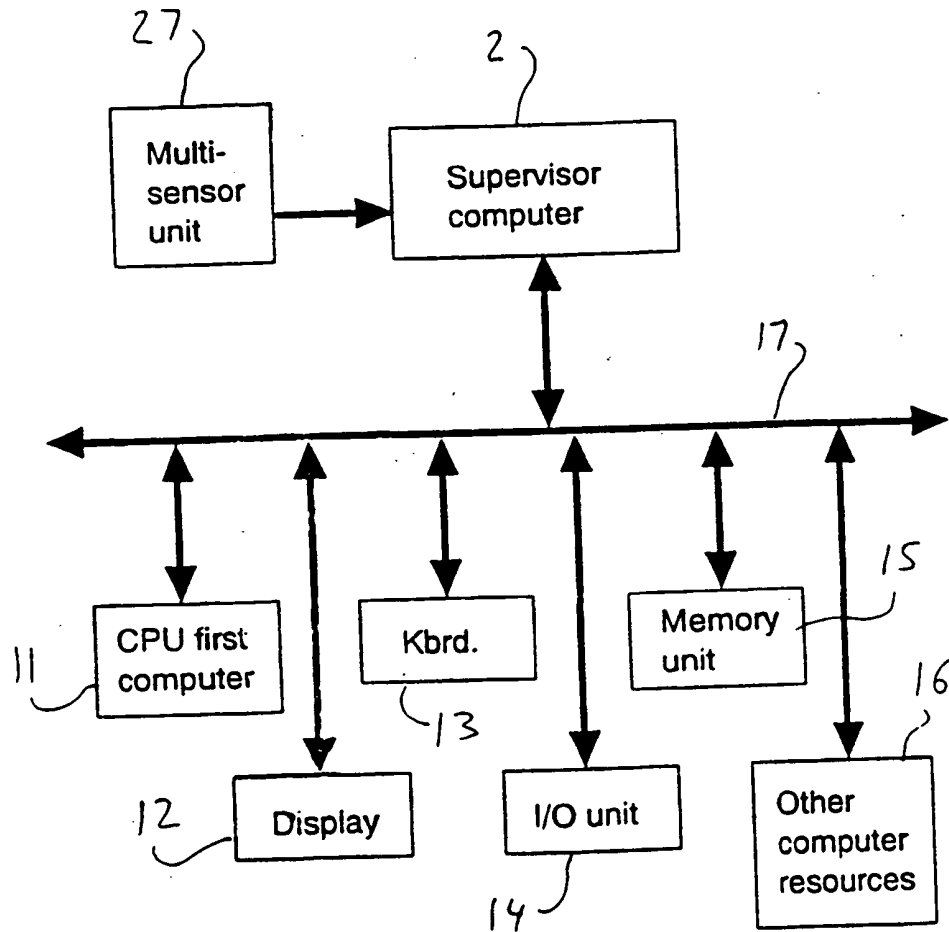 27
2
Multi-
sensor
unit
Supervisor
computer
17
15
CPU first
computer
Kbrd.
Memory
unit
11
13
16
12
Display
I/O unit
14
Other
computer
resources